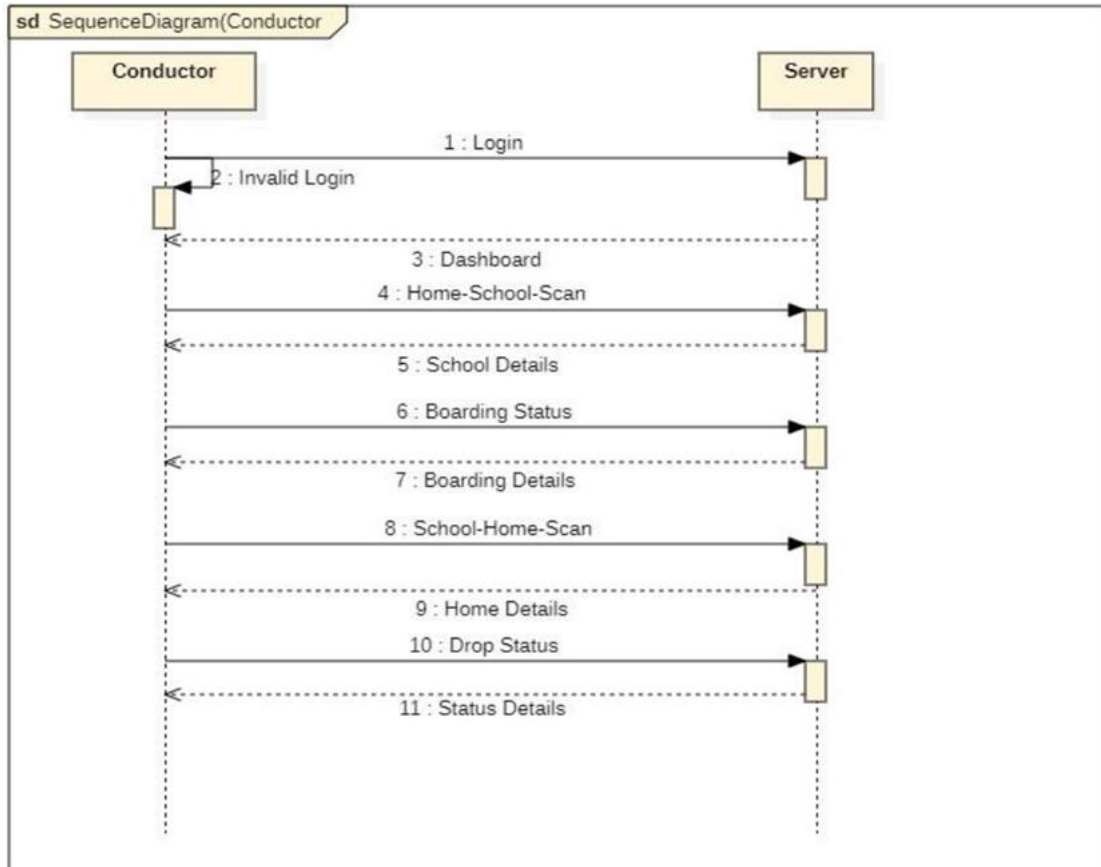 sd SequenceDiagram(Conductor
Conductor
Server
1 : Login
2 : Invalid Login
3 : Dashboard
4 : Home-School-Scan
5 : School Details
6 : Boarding Status
7 : Boarding Details
8 : School-Home-Scan
9 : Home Details
10 : Drop Status
11 : Status Details